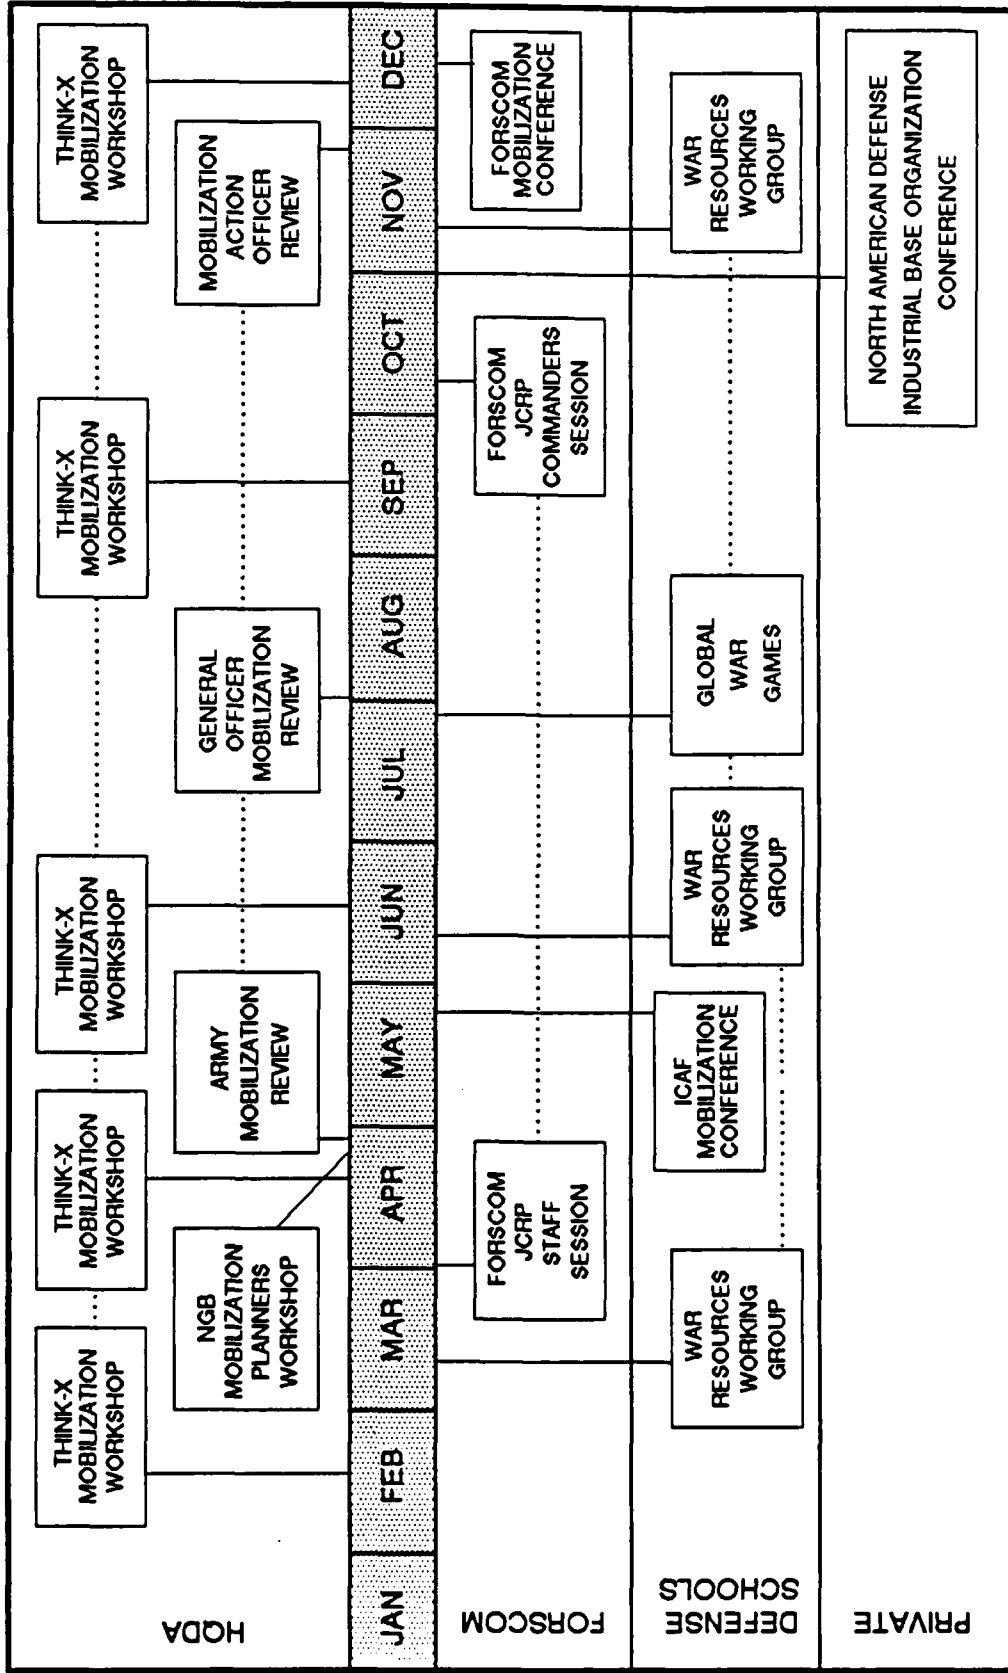 HQDA
THINK-X
MOBILIZATION
WORKSHOP
THINK-X
MOBILIZATION
WORKSHOP
THINK-X
MOBILIZATION
WORKSHOP
THINK-X
MOBILIZATION
WORKSHOP
THINK-X
MOBILIZATION
WORKSHOP
NGB
MOBILIZATION
PLANNERS
WORKSHOP
ARMY
MOBILIZATION
REVIEW
GENERAL
OFFICER
MOBILIZATION
REVIEW
MOBILIZATION
ACTION
OFFICER
REVIEW
JAN FEB MAR APR MAY JUN JUL AUG SEP OCT NOV DEC
FORSCOM
FORSCOM
JCRP
STAFF
SESSION
FORSCOM
JCRP
COMMANDERS
SESSION
FORSCOM
MOBILIZATION
CONFERENCE
DEFENSE
SCHOOLS
WAR
RESOURCES
WORKING
GROUP
ICAF
MOBILIZATION
CONFERENCE
WAR
RESOURCES
WORKING
GROUP
GLOBAL
WAR
GAMES
WAR
RESOURCES
WORKING
GROUP
PRIVATE
NORTH AMERICAN DEFENSE
INDUSTRIAL BASE ORGANIZATION
CONFERENCE